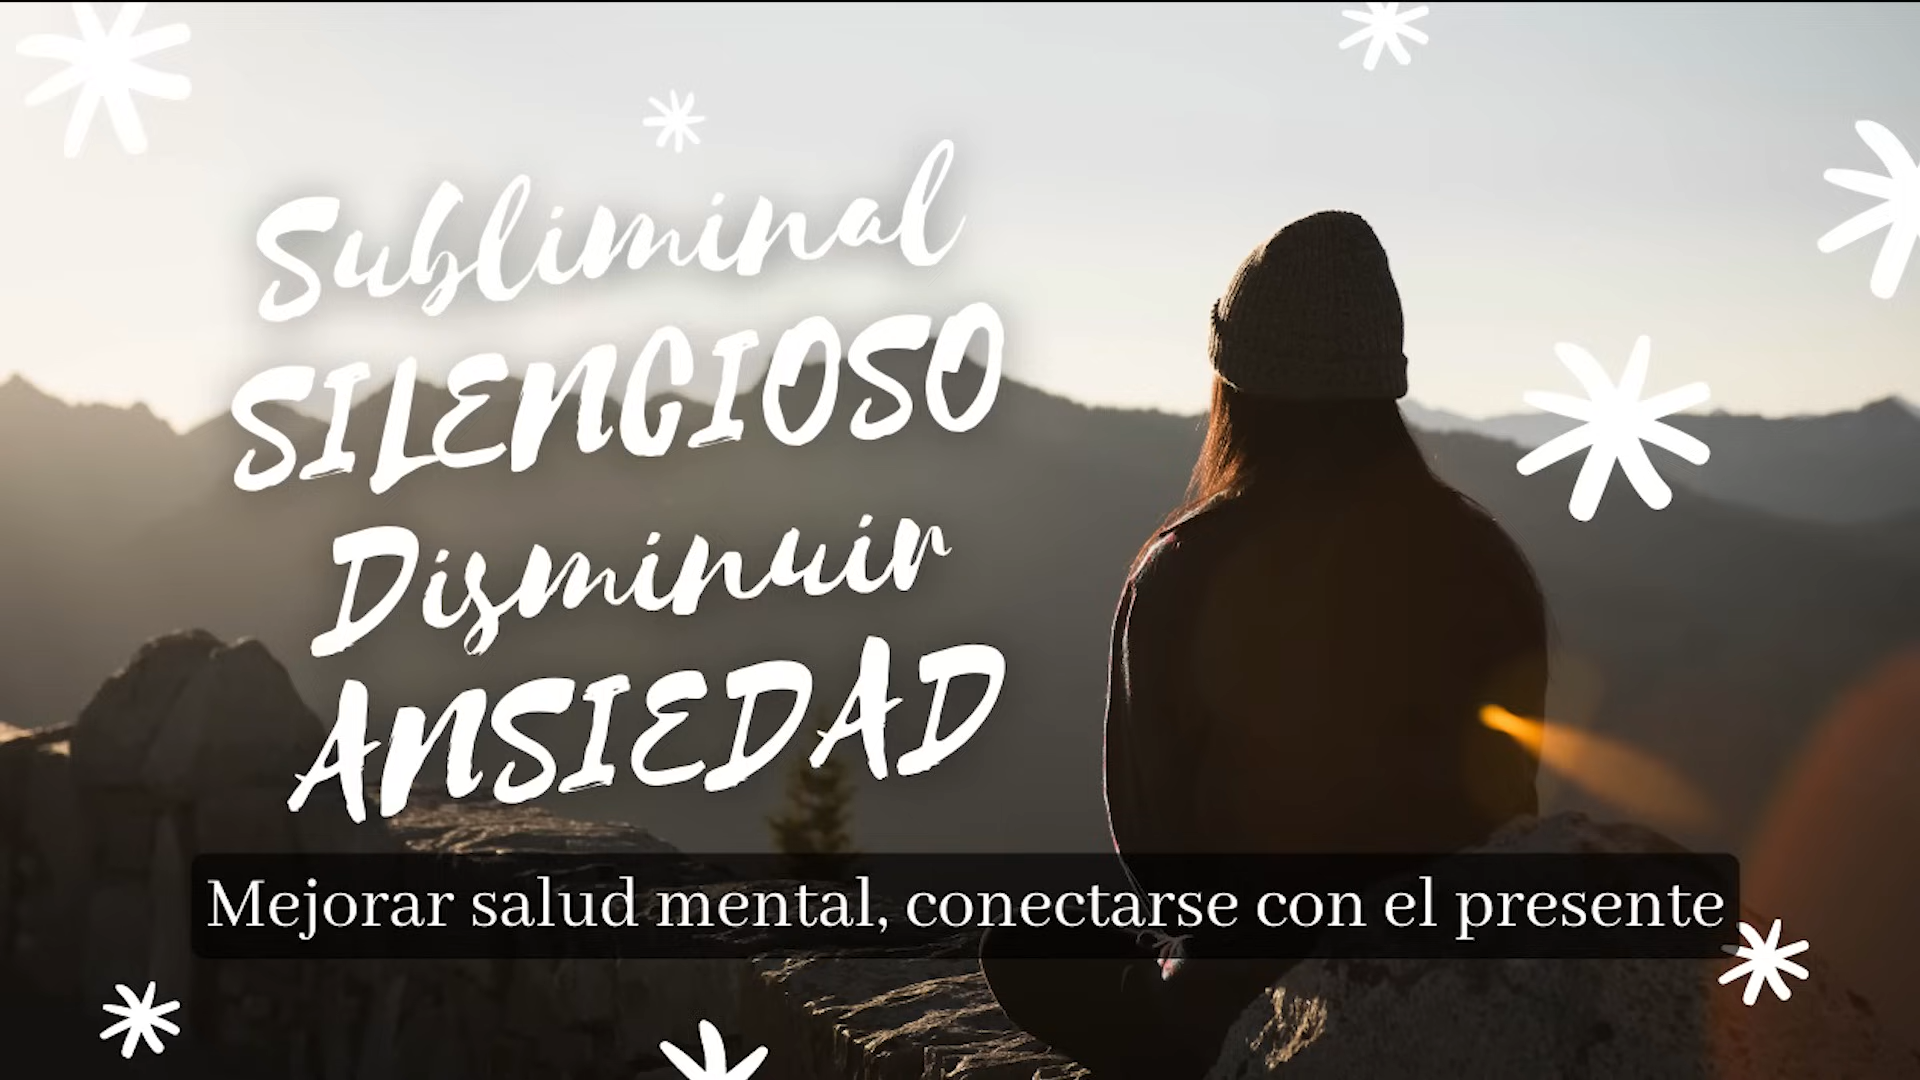 Subliminal
SILENCIOSO
Disminuir
ANSIEDAD
Mejorar salud mental, conectarse con el presente